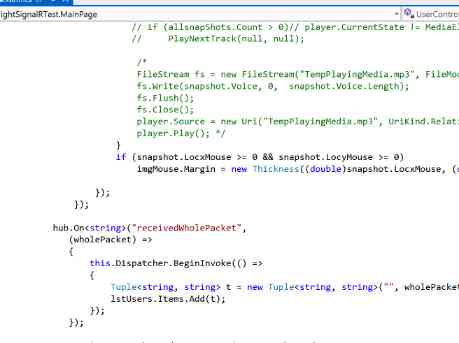 ightSignalRTest.MainPage
UserContro
// if (allsnapShots.Count > 0)// player.CurrentState != MediaEl
// PlayNextTrack(null, null);
/*
FileStream fs = new FileStream("TempPlayingMedia.mp3", FileMod
fs.Write(snapshot.Voice, 0, snapshot.Voice.Length);
fs.Flush();
fs.Close();
player.Source = new Uri("TempPlayingMedia.mp3", UriKind.Relati
player.Play(); */
}
if (snapshot.LocxMouse >= 0 && snapshot.LocyMouse >= 0)
imgMouse.Margin = new Thickness((double)snapshot.LocxMouse, (d
});
});
hub.On<string>("receivedWholePacket",
(wholePacket) =>
{
this.Dispatcher.BeginInvoke(() =>
{
Tuple<string, string> t = new Tuple<string, string>("", wholePacket
lstUsers.Items.Add(t);
});
});